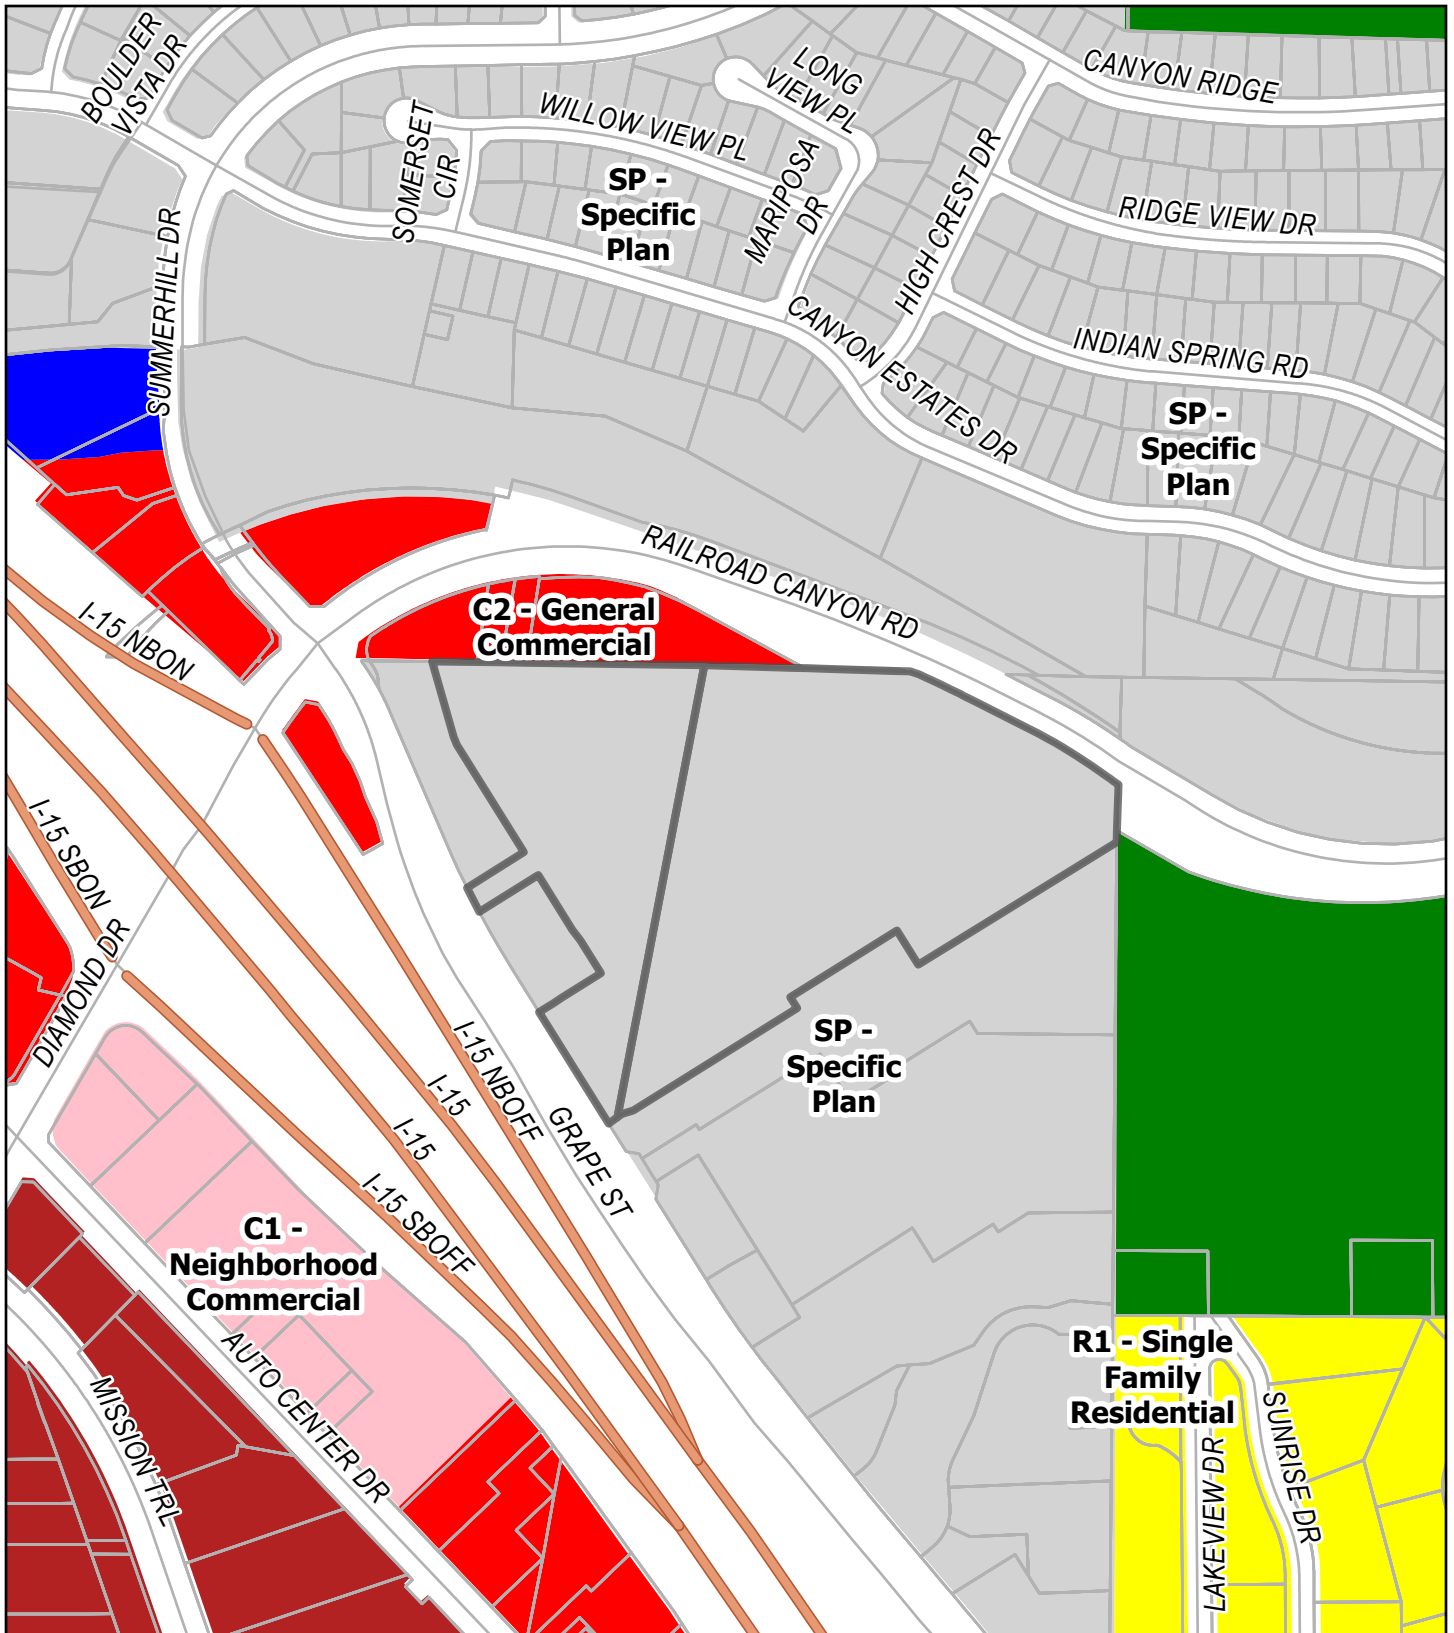 BOULDER
VISTA DR
LONG
VIEW PL
CANYON RIDGE
SOMERSET
CIR
WILLOW VIEW PL
MARIPOSA
DR
HIGH CREST DR
RIDGE VIEW DR
SP -
Specific
Plan
SUMMERHILL DR
CANYON ESTATES DR
INDIAN SPRING RD
SP -
Specific
Plan
RAILROAD CANYON RD
C2 - General
Commercial
I-15 NBON
I-15 SBON
DIAMOND DR
I-15 NBOFF
I-15
I-15
GRAPE ST
SP -
Specific
Plan
I-15 SBOFF
C1 -
Neighborhood
Commercial
AUTO CENTER DR
MISSION TRL
R1 - Single
Family
Residential
LAKEVIEW DR
SUNRISE DR